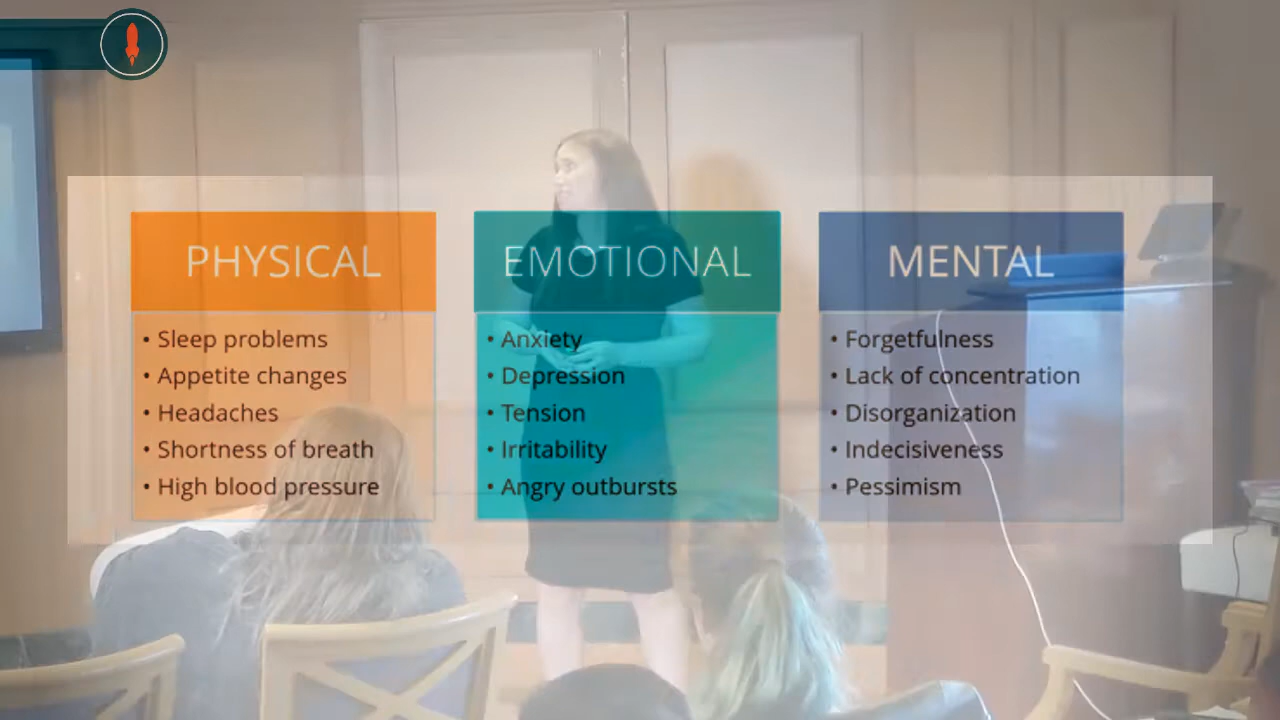 PHYSICAL
• Sleep problems
• Appetite changes
• Headaches
• Shortness of breath
• High blood pressure
EMOTIONAL
• Anxiety
• Depression
• Tension
• Irritability
• Angry outbursts
MENTAL
• Forgetfulness
• Lack of concentration
• Disorganization
• Indecisiveness
• Pessimism